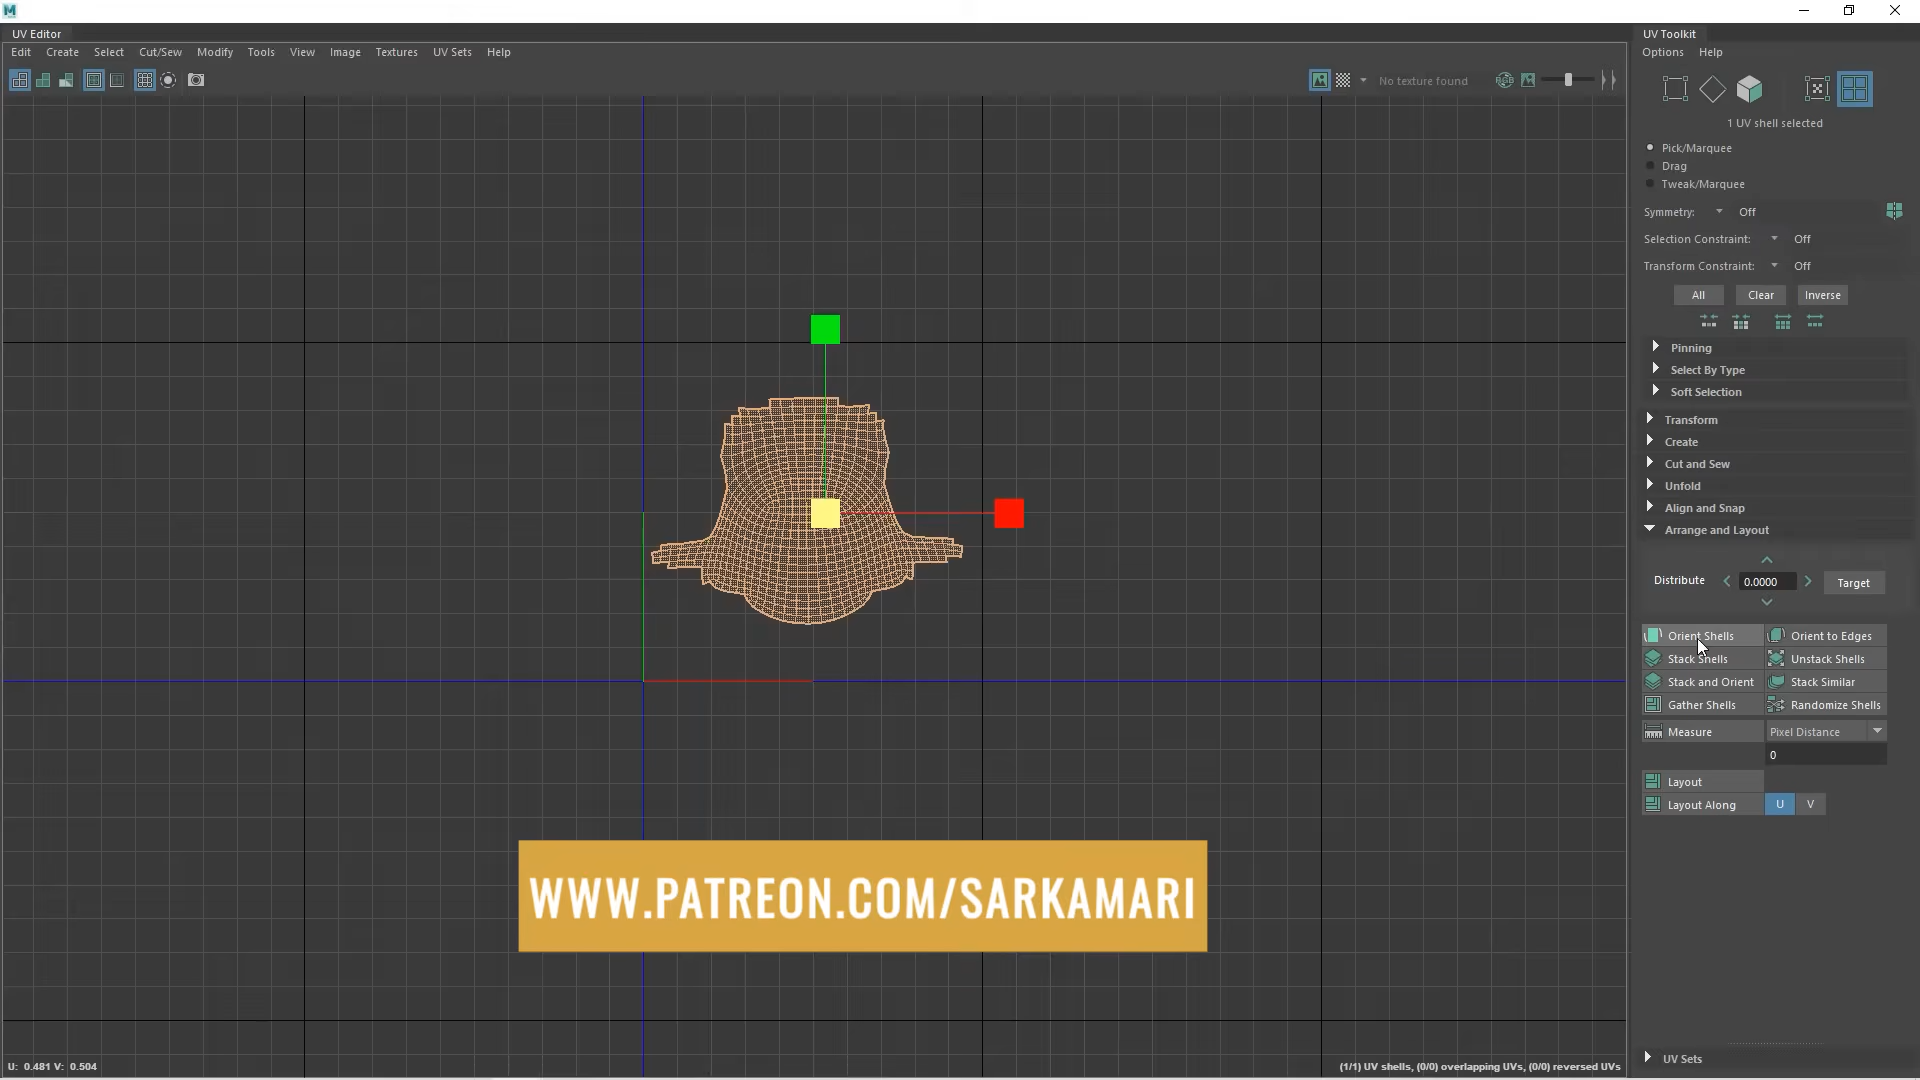 M
UV Editor
UV Toolkit
Edit Create Select Cut/Sew Modify Tools View Image Textures UV Sets Help
Options Help
No texture found
1 UV shell selected
Pick/Marquee
Drag
Tweak/Marquee
Symmetry: Off
Selection Constraint: Off
Transform Constraint: Off
All Clear Inverse
Pinning
Select By Type
Soft Selection
Transform
Create
Cut and Sew
Unfold
Align and Snap
Arrange and Layout
Distribute 0.0000 Target
Orient Shells Orient to Edges
Stack Shells Unstack Shells
Stack and Orient Stack Similar
Gather Shells Randomize Shells
Measure Pixel Distance
0
Layout
Layout Along U V
WWW.PATREON.COM/SARKAMARI
UV Sets
U: 0.481 V: 0.504
(1/1) UV shells, (0/0) overlapping UVs, (0/0) reversed UVs